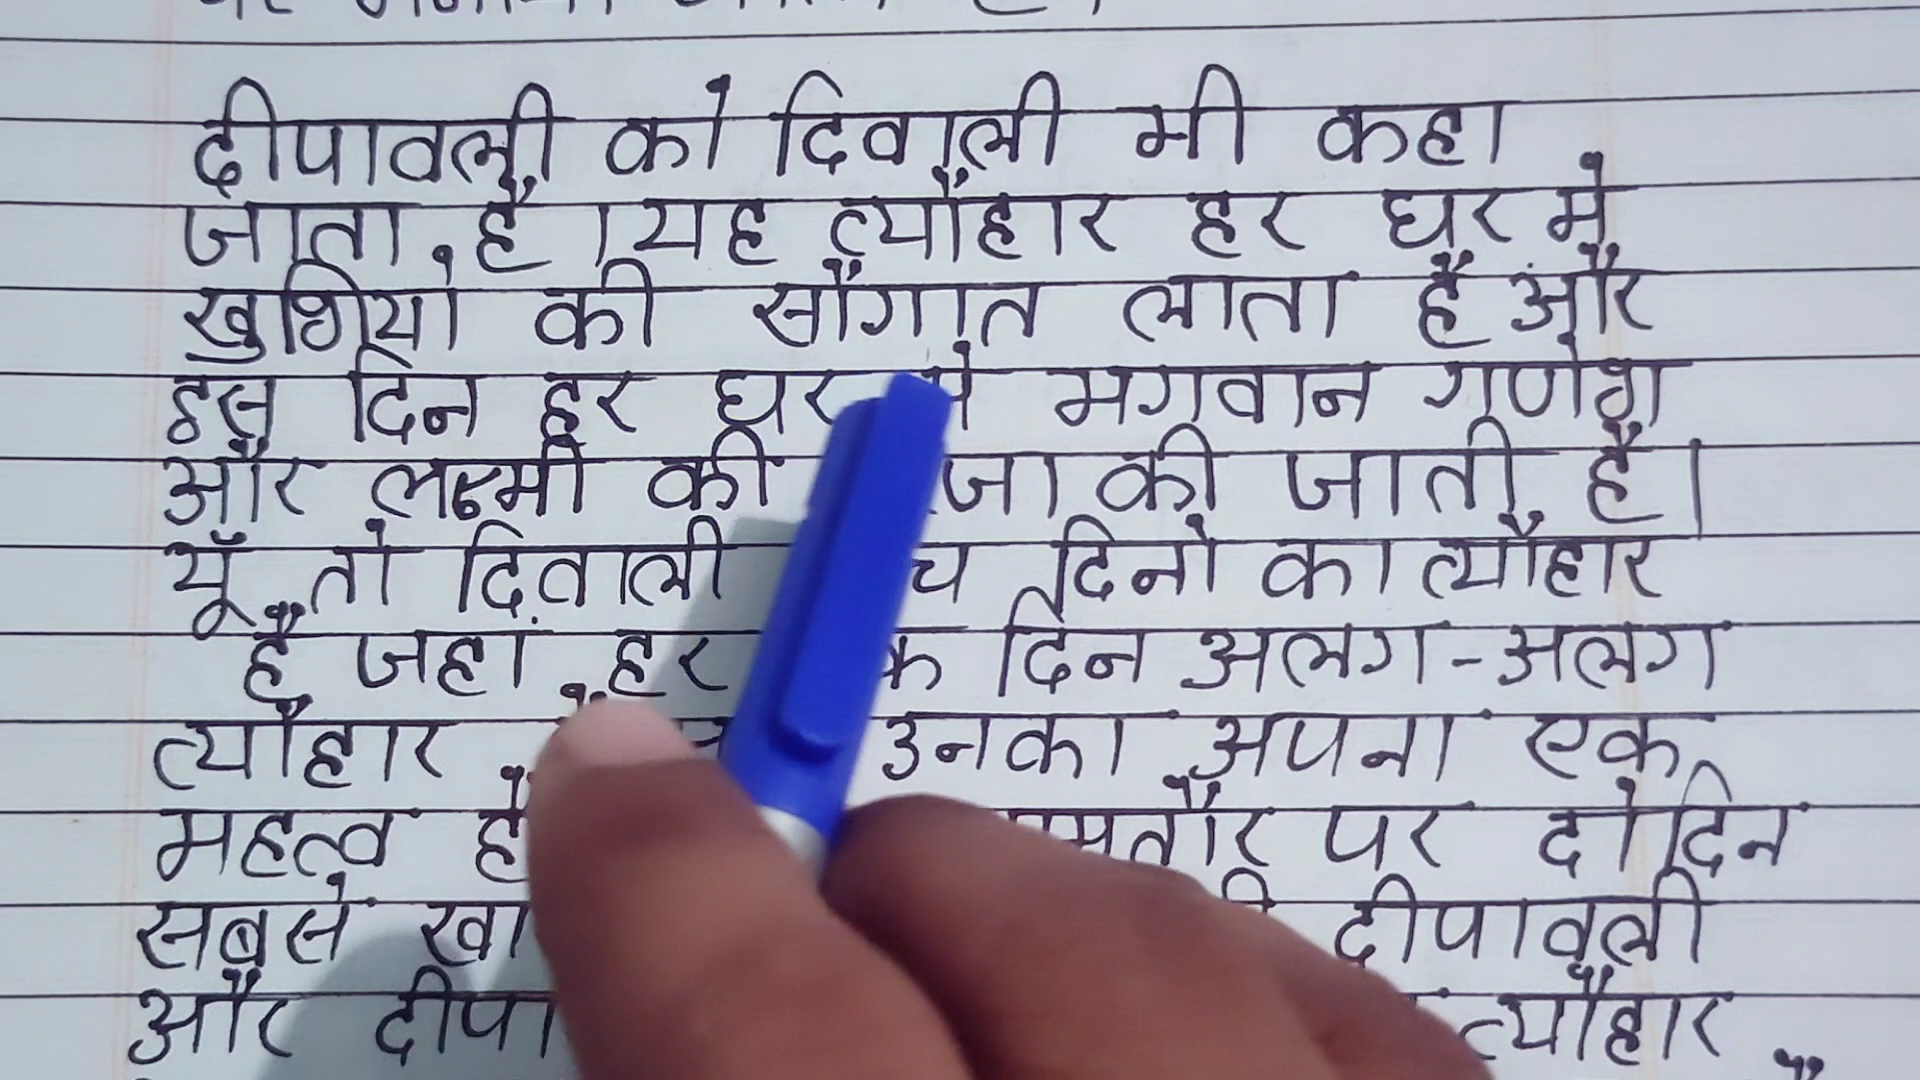 दीपावली को दिवाली भी कहा
जाता है । यह त्यौहार हर घर मे
खुशियो की सौगात लाता है और
इस दिन हर घर मे भगवान गणेश
और लक्ष्मी की जा की जाती है।
यूँ तो दिवाली च दिनो का त्यौहार
है जहां हर क दिन अलग-अलग
त्यौहार उनका अपना एक
महत्व है मतौर पर दो दिन
सबसे खा दीपावली
और दीपा त्यौहार